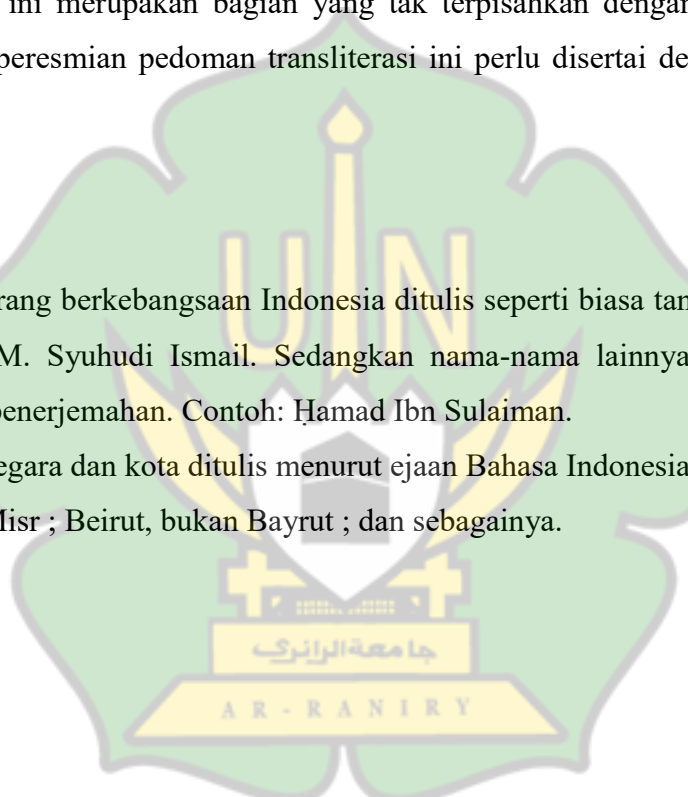 ini merupakan bagian yang tak terpisahkan dengan
peresmian pedoman transliterasi ini perlu disertai de
UIN
rang berkebangsaan Indonesia ditulis seperti biasa tan
M. Syuhudi Ismail. Sedangkan nama-nama lainnya
penerjemahan. Contoh: Ḥamad Ibn Sulaiman.
egara dan kota ditulis menurut ejaan Bahasa Indonesia
Misr ; Beirut, bukan Bayrut ; dan sebagainya.
جامعة الرانري
AR-RANIRY